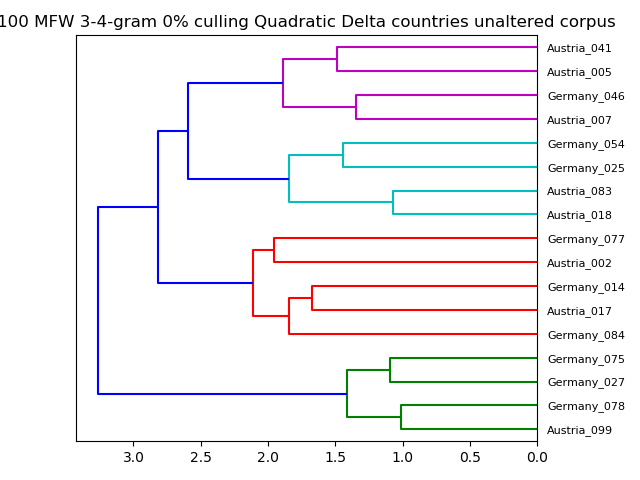 100 MFW 3-4-gram 0% culling Quadratic Delta countries unaltered corpus
Austria_041
Austria_005
Germany_046
Austria_007
Germany_054
Germany_025
Austria_083
Austria_018
Germany_077
Austria_002
Germany_014
Austria_017
Germany_084
Germany_075
Germany_027
Germany_078
Austria_099
3.0 2.5 2.0 1.5 1.0 0.5 0.0